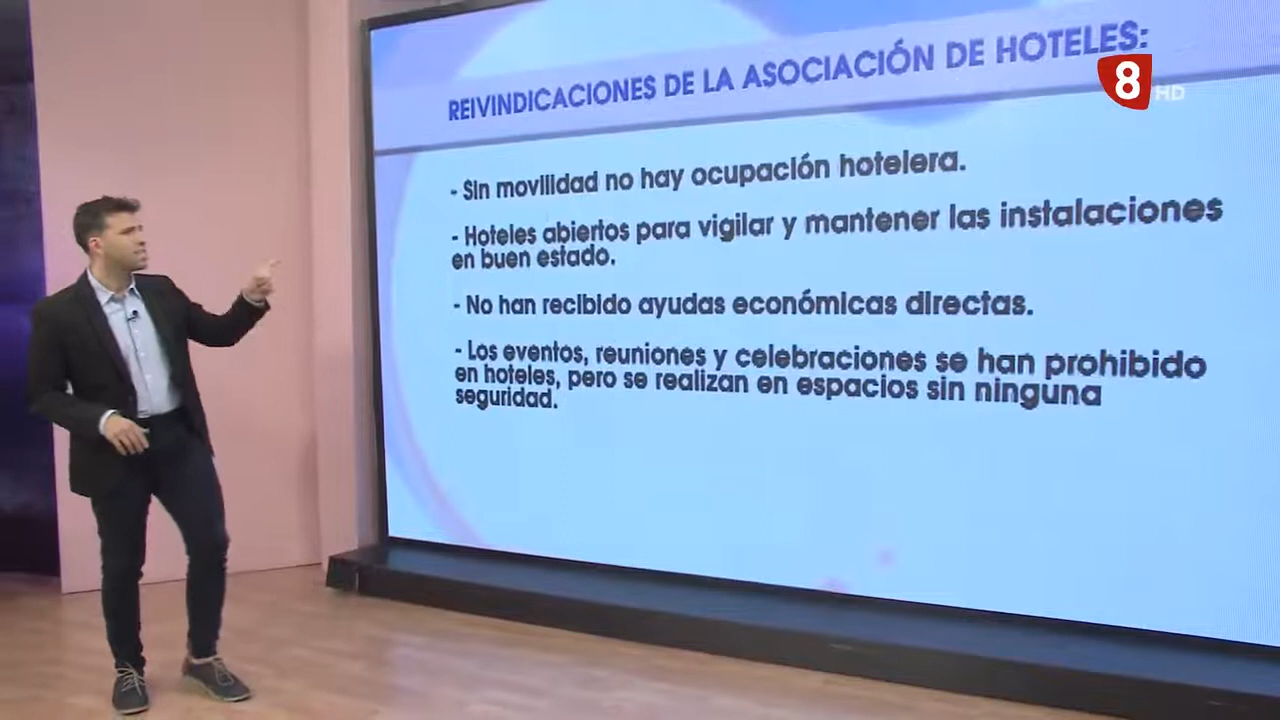 REIVINDICACIONES DE LA ASOCIACIÓN DE HOTELES:
8
HD
- Sin movilidad no hay ocupación hotelera.
- Hoteles abiertos para vigilar y mantener las instalaciones
en buen estado.
- No han recibido ayudas económicas directas.
- Los eventos, reuniones y celebraciones se han prohibido
en hoteles, pero se realizan en espacios sin ninguna
seguridad.